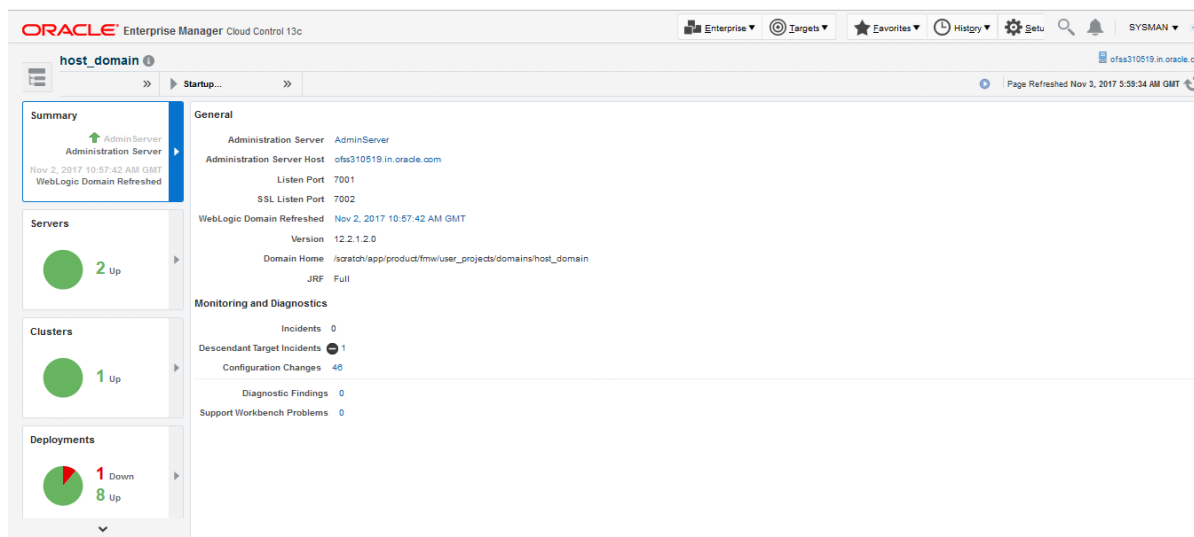 ORACLE Enterprise Manager Cloud Control 13c
Enterprise Targets Favorites History Setu SYSMAN
host_domain
ofss310519.in.oracle.c
Startup...
Page Refreshed Nov 3, 2017 5:59:34 AM GMT
Summary
AdminServer
Administration Server
Nov 2, 2017 10:57:42 AM GMT
WebLogic Domain Refreshed
Servers
2 Up
Clusters
1 Up
Deployments
1 Down
8 Up
General
Administration Server AdminServer
Administration Server Host ofss310519.in.oracle.com
Listen Port 7001
SSL Listen Port 7002
WebLogic Domain Refreshed Nov 2, 2017 10:57:42 AM GMT
Version 12.2.1.2.0
Domain Home /scratch/app/product/fmw/user_projects/domains/host_domain
JRF Full
Monitoring and Diagnostics
Incidents 0
Descendant Target Incidents 1
Configuration Changes 46
Diagnostic Findings 0
Support Workbench Problems 0